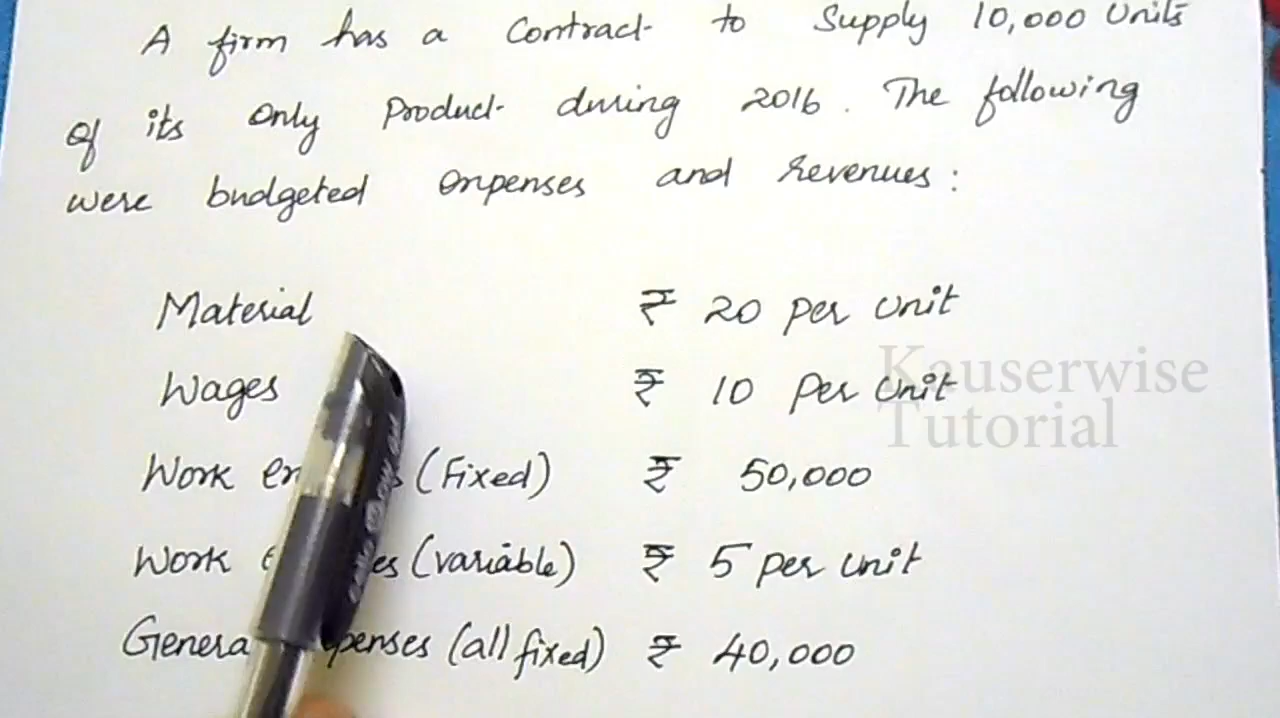 A firm has a Contract to Supply 10,000 Units
of its only Product during 2016. The following
were budgeted expenses and revenues:
Material ₹ 20 per unit
Wages ₹ 10 Per Unit
Kauserwise
Tutorial
Work (Fixed) ₹ 50,000
Work (variable) ₹ 5 per unit
(all fixed) ₹ 40,000